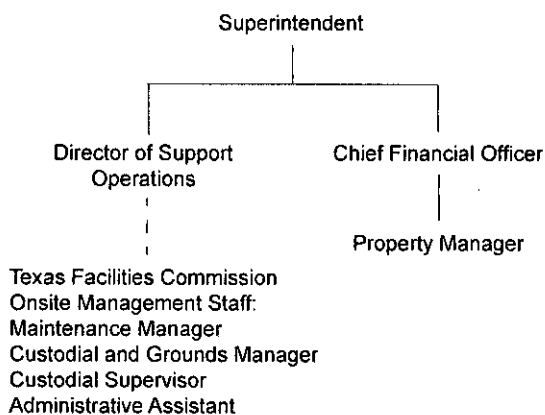 Superintendent
Director of Support
Operations
Chief Financial Officer
Property Manager
Texas Facilities Commission
Onsite Management Staff:
Maintenance Manager
Custodial and Grounds Manager
Custodial Supervisor
Administrative Assistant